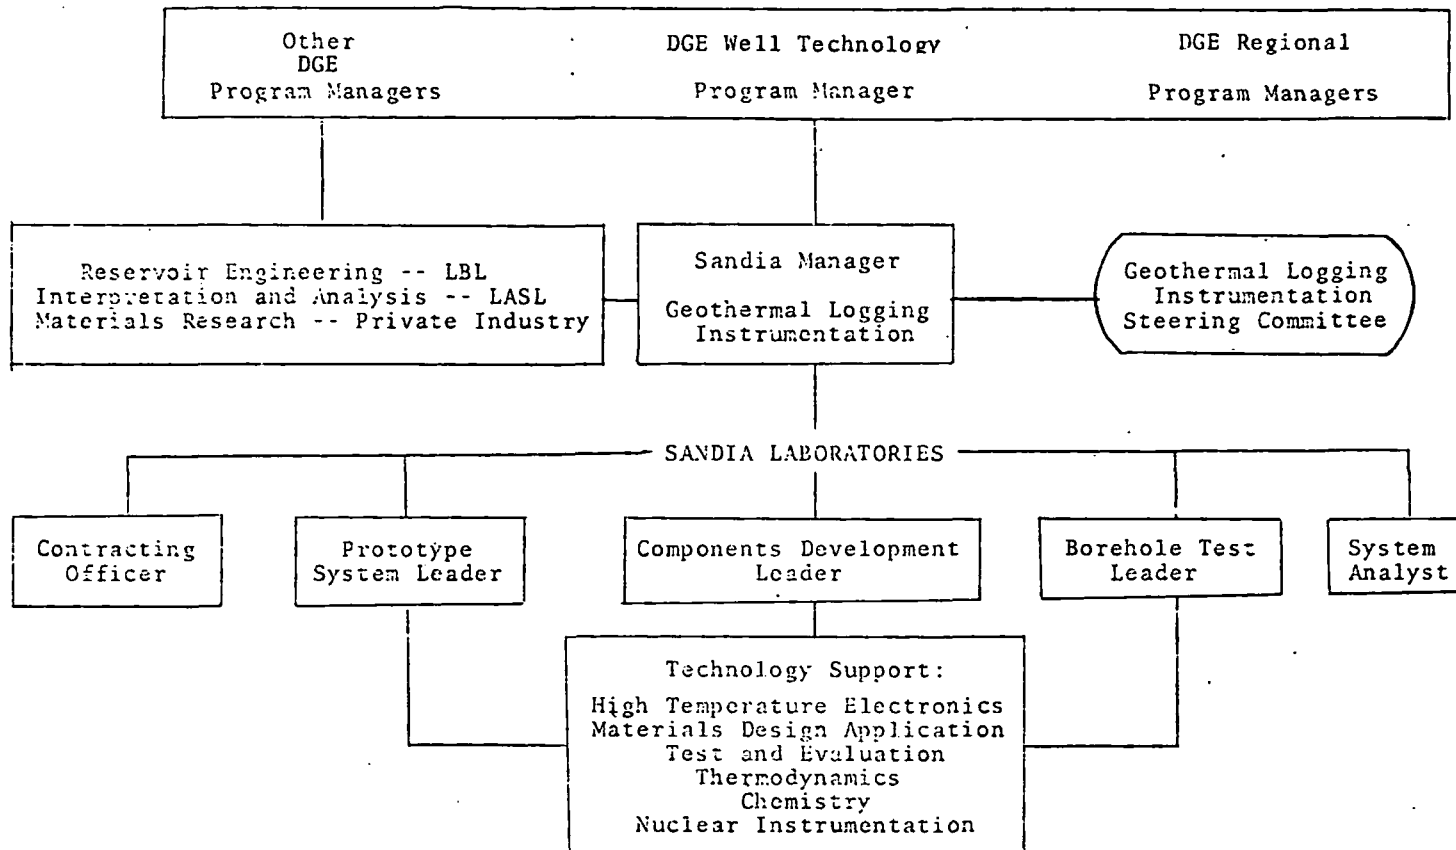 Other
DGE
Program Managers
DGE Well Technology
Program Manager
DGE Regional
Program Managers
Reservoir Engineering -- LBL
Interpretation and Analysis -- LASL
Materials Research -- Private Industry
Sandia Manager
Geothermal Logging
Instrumentation
Geothermal Logging
Instrumentation
Steering Committee
SANDIA LABORATORIES
Contracting
Officer
Prototype
System Leader
Components Development
Leader
Borehole Test
Leader
System
Analyst
Technology Support:
High Temperature Electronics
Materials Design Application
Test and Evaluation
Thermodynamics
Chemistry
Nuclear Instrumentation